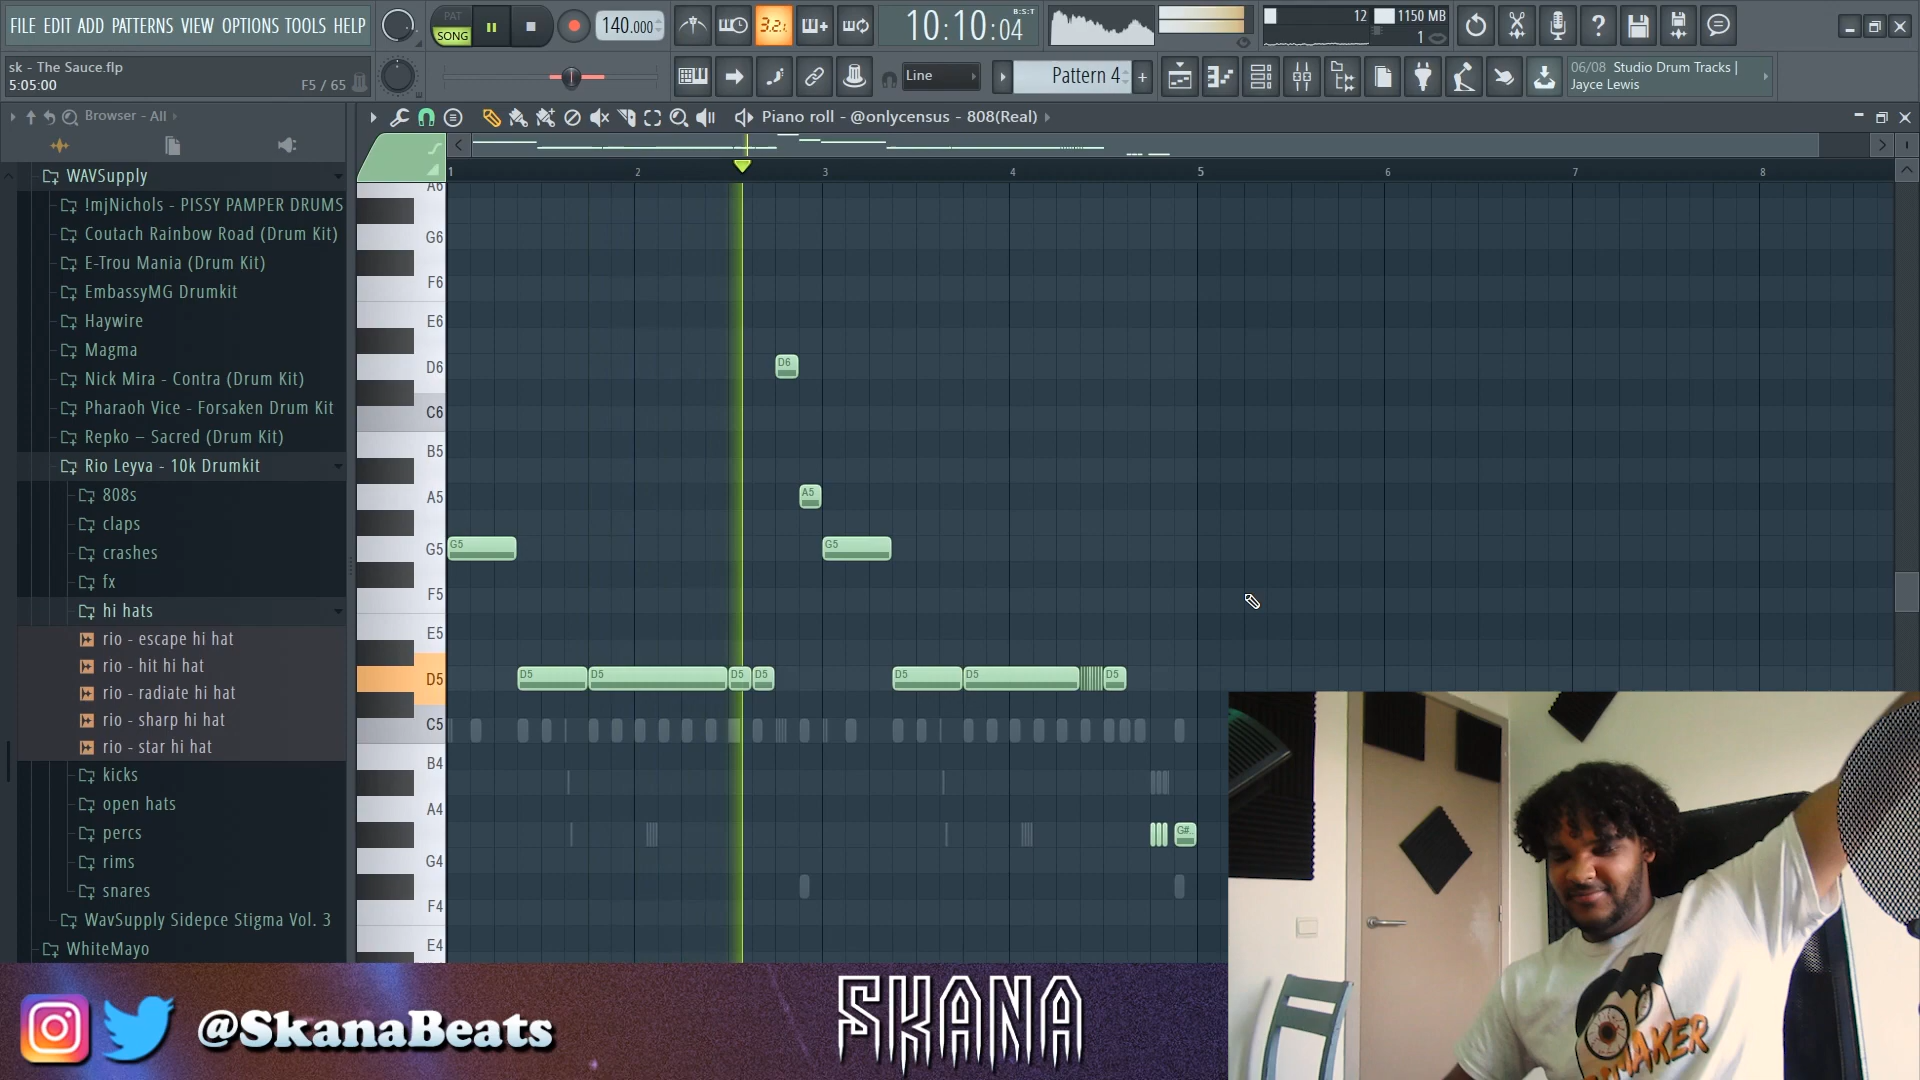 FILE EDIT ADD PATTERNS VIEW OPTIONS TOOLS HELP
PAT
SONG
140.000
3.2.
10:10:04
B:S:T
12
1150 MB
1
sk - The Sauce.flp
5:05:00
F5 / 65
Line
Pattern 4
+
06/08 Studio Drum Tracks |
Jayce Lewis
Browser - All
Piano roll - @onlycensus - 808(Real)
WAVSupply
!mjNichols - PISSY PAMPER DRUMS
Coutach Rainbow Road (Drum Kit)
E-Trou Mania (Drum Kit)
EmbassyMG Drumkit
Haywire
Magma
Nick Mira - Contra (Drum Kit)
Pharaoh Vice - Forsaken Drum Kit
Repko – Sacred (Drum Kit)
Rio Leyva - 10k Drumkit
808s
claps
crashes
fx
hi hats
rio - escape hi hat
rio - hit hi hat
rio - radiate hi hat
rio - sharp hi hat
rio - star hi hat
kicks
open hats
percs
rims
snares
WavSupply Sidepce Stigma Vol. 3
WhiteMayo
1 2 3 4 5 6 7 8
A6
G6
F6
E6
D6 D6
C6
B5
A5 A5
G5 G5 G5
F5
E5
D5 D5 D5 D5 D5 D5 D5 D5
C5
B4
A4
G#..
G4
F4
E4
@SkanaBeats
SKANA
MAKER